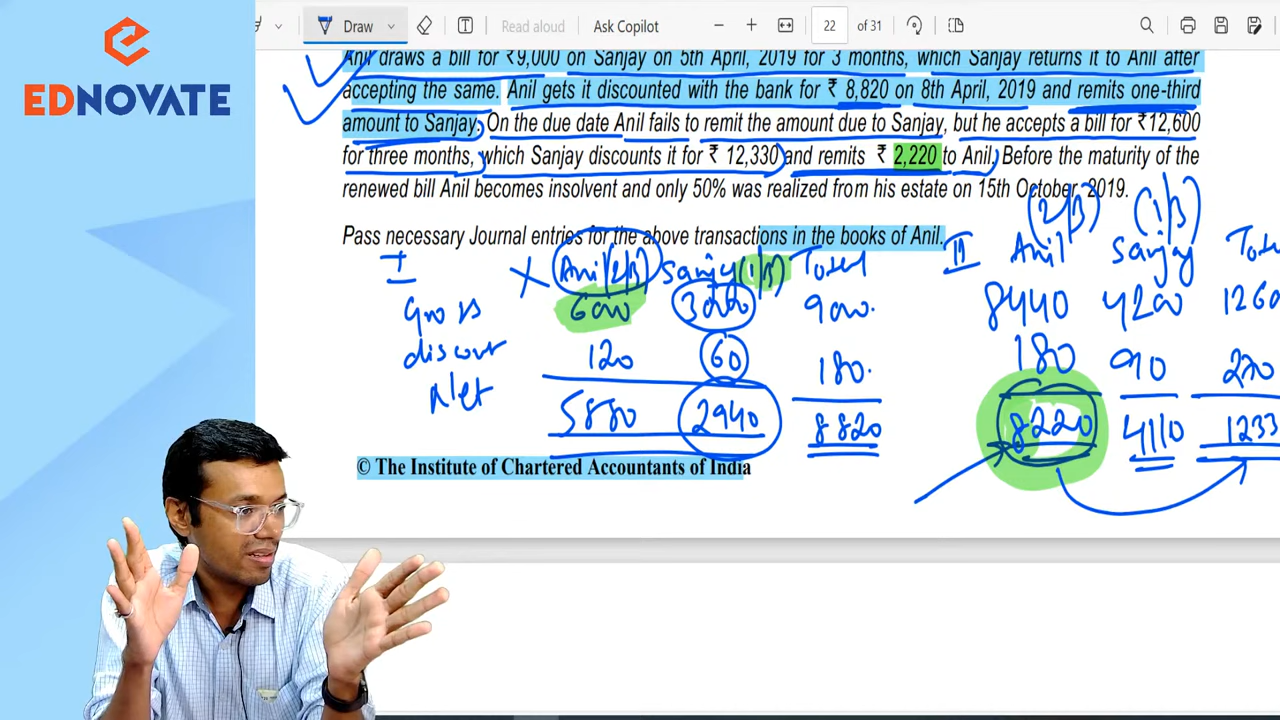 Draw
Read aloud
Ask Copilot
22
of 31
EDNOVATE
Anil draws a bill for ₹9,000 on Sanjay on 5th April, 2019 for 3 months, which Sanjay returns it to Anil after
accepting the same. Anil gets it discounted with the bank for ₹ 8,820 on 8th April, 2019 and remits one-third
amount to Sanjay. On the due date Anil fails to remit the amount due to Sanjay, but he accepts a bill for ₹12,600
for three months, which Sanjay discounts it for ₹ 12,330 and remits ₹ 2,220 to Anil. Before the maturity of the
renewed bill Anil becomes insolvent and only 50% was realized from his estate on 15th October, 2019.
Pass necessary Journal entries for the above transactions in the books of Anil.
(2/3) (1/3)
I Anil(2/3) Sanjay(1/3) Total
II Anil Sanjay Tota
Gross 6000 3000 9000.
8440 4200 1260
discount 120 60 180.
180 90 270
Net 5880 2940 8820
8220 4110 1233
© The Institute of Chartered Accountants of India